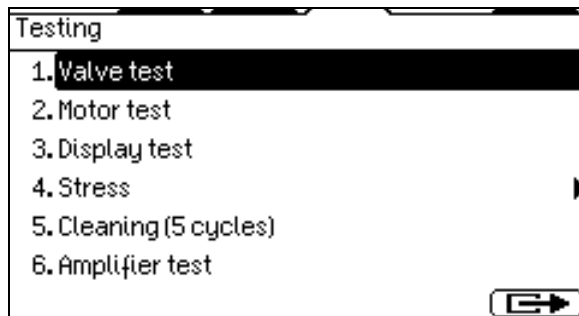 Testing
1. Valve test
2. Motor test
3. Display test
4. Stress
5. Cleaning (5 cycles)
6. Amplifier test